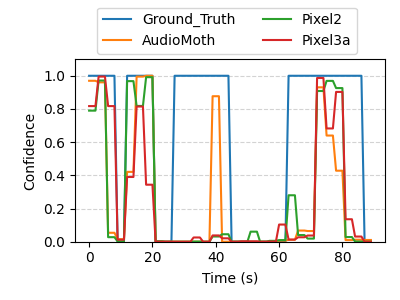 Ground_Truth
AudioMoth
Pixel2
Pixel3a
1.0
0.8
0.6
0.4
0.2
0.0
Confidence
0 20 40 60 80
Time (s)